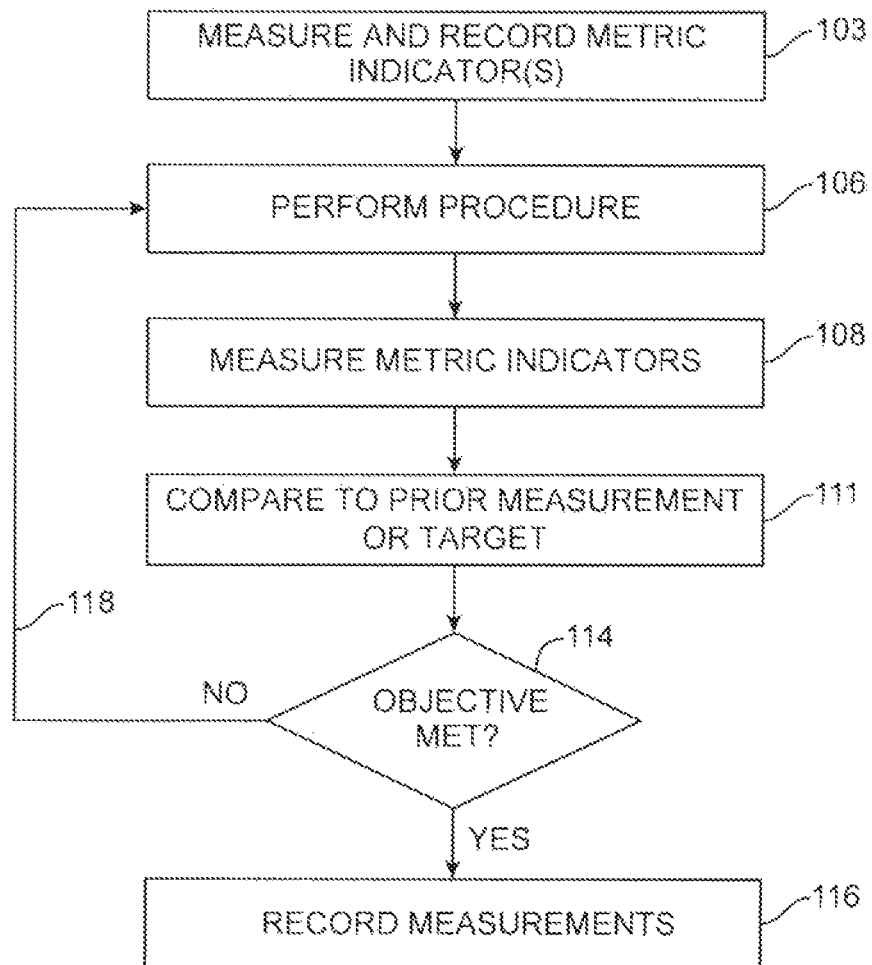 MEASURE AND RECORD METRIC
INDICATOR(S)
103
PERFORM PROCEDURE
106
MEASURE METRIC INDICATORS
108
COMPARE TO PRIOR MEASUREMENT
OR TARGET
111
118
114
NO
OBJECTIVE
MET?
YES
RECORD MEASUREMENTS
116